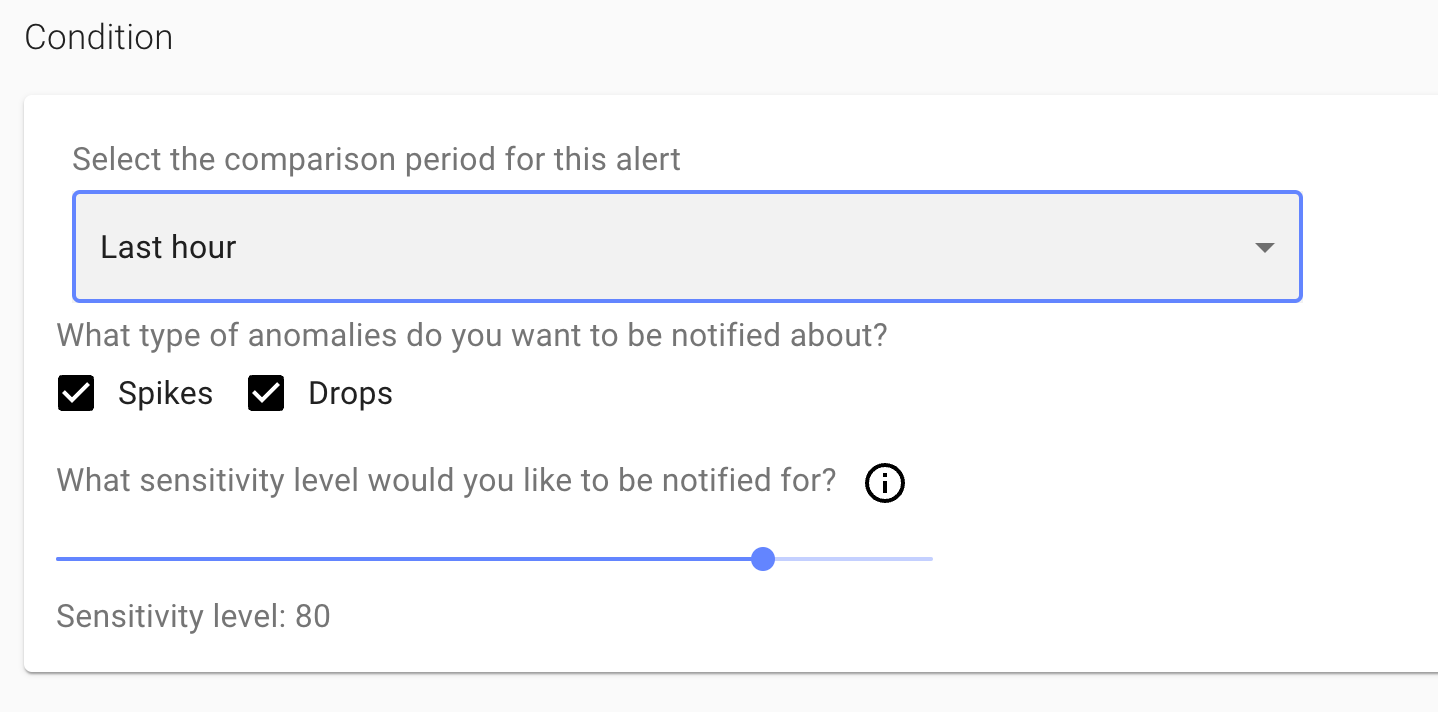 Condition
Select the comparison period for this alert
Last hour
What type of anomalies do you want to be notified about?
Spikes Drops
What sensitivity level would you like to be notified for?
Sensitivity level: 80